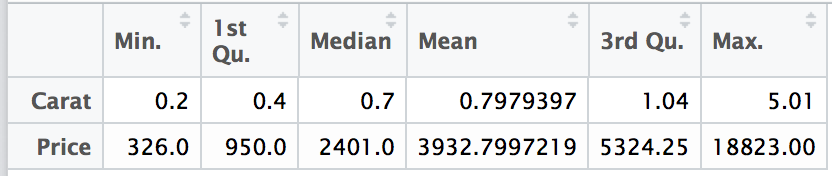 Min. 1st Qu. Median Mean 3rd Qu. Max.
Carat 0.2 0.4 0.7 0.7979397 1.04 5.01
Price 326.0 950.0 2401.0 3932.7997219 5324.25 18823.00